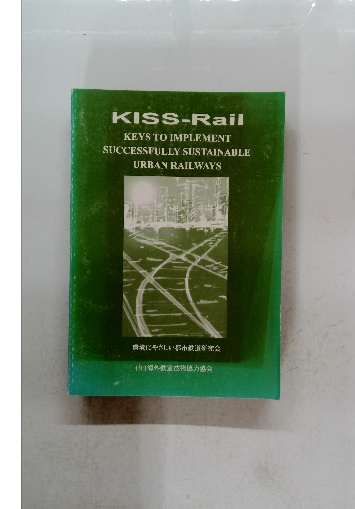 KISS-Rail
KEYS TO IMPLEMENT
SUCCESSFULLY SUSTAINABLE
URBAN RAILWAYS
環境にやさしい都市鉄道研究会
(社)海外鉄道技術協力協会